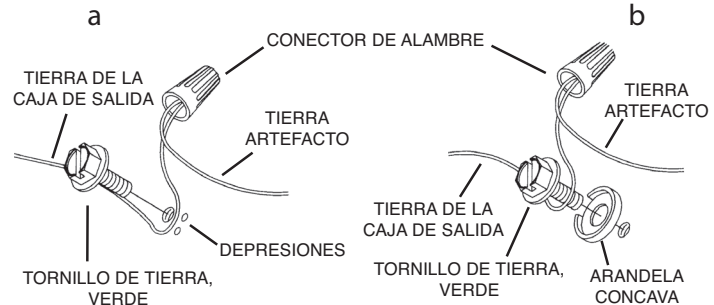 a
b
CONECTOR DE ALAMBRE
TIERRA DE LA
CAJA DE SALIDA
TIERRA
ARTEFACTO
DEPRESIONES
TORNILLO DE TIERRA,
VERDE
TIERRA
ARTEFACTO
TIERRA DE LA
CAJA DE SALIDA
TORNILLO DE TIERRA,
VERDE
ARANDELA
CONCAVA